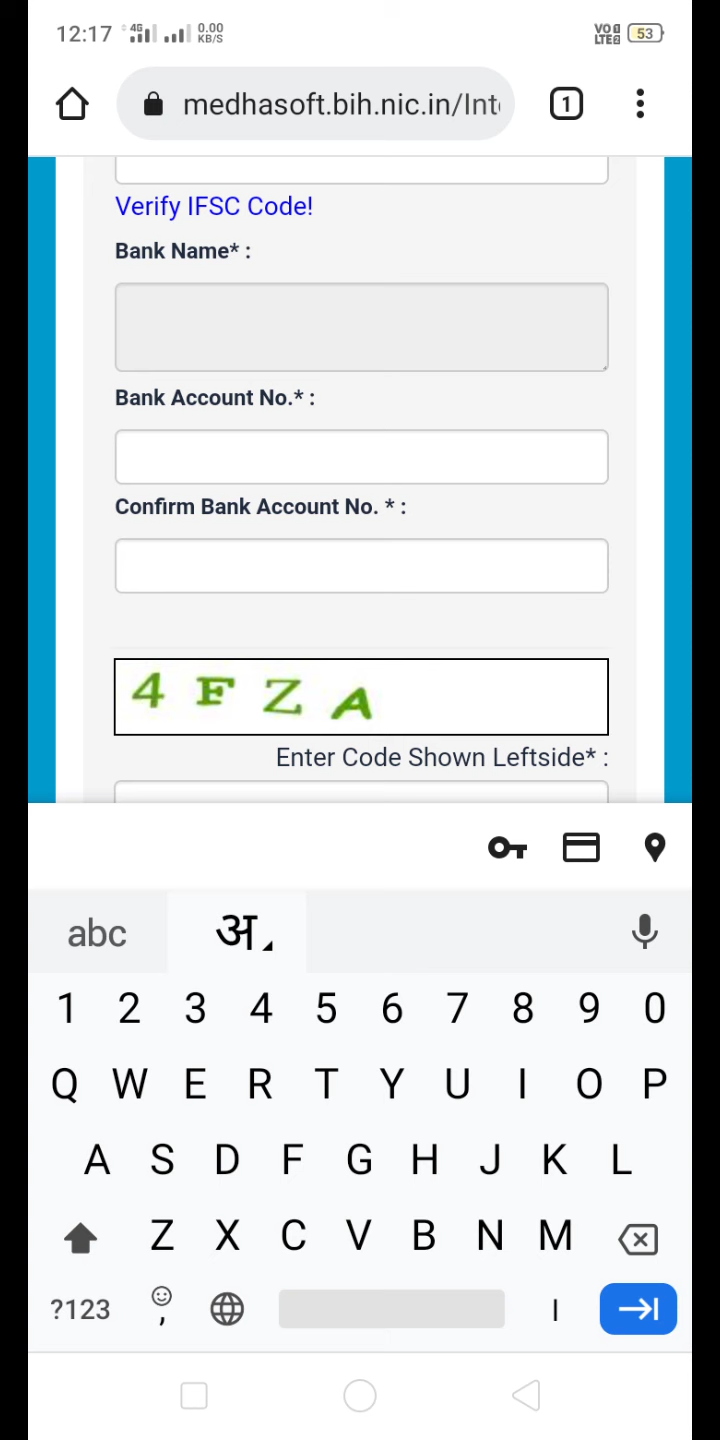 12:17 4G 0.00 KB/S VO LTE 53
medhasoft.bih.nic.in/Int 1
Verify IFSC Code!
Bank Name* :
Bank Account No.* :
Confirm Bank Account No. * :
4 F Z A
Enter Code Shown Leftside* :
abc अ
1 2 3 4 5 6 7 8 9 0
Q W E R T Y U I O P
A S D F G H J K L
Z X C V B N M
?123 , ।